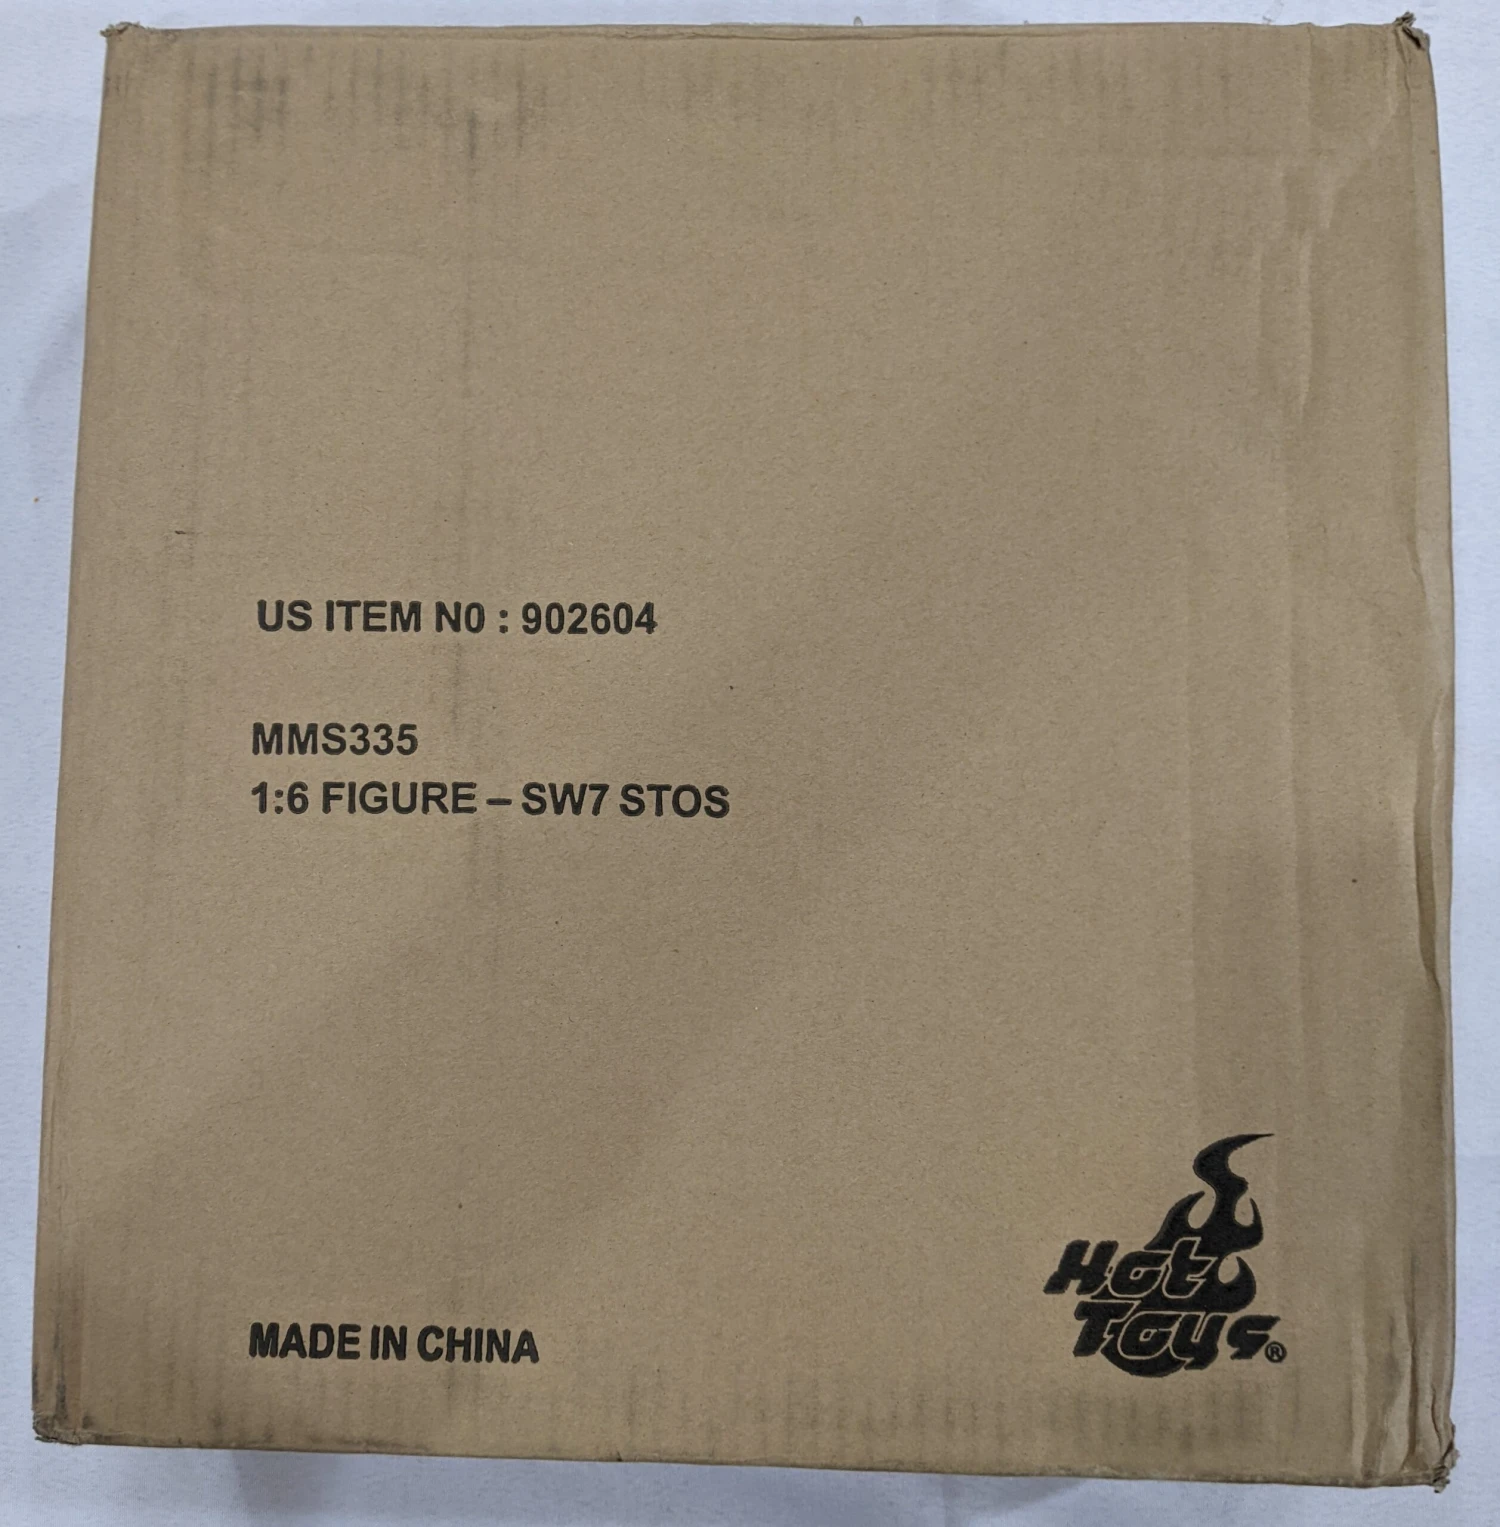 US ITEM N0 : 902604
MMS335
1:6 FIGURE – SW7 STOS
MADE IN CHINA
Hot
Toys®